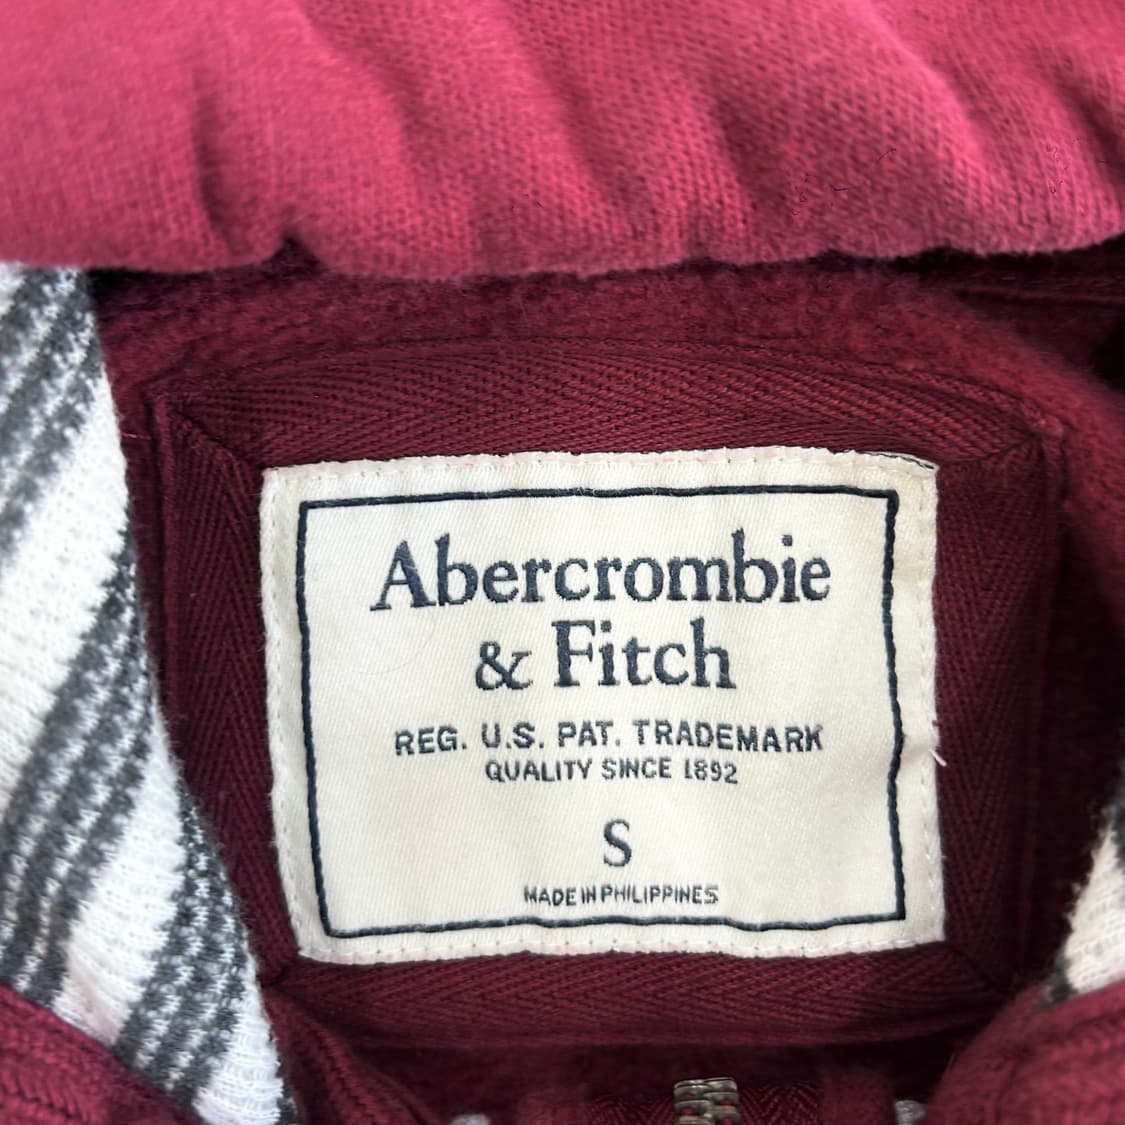 Abercrombie
& Fitch
REG. U.S. PAT. TRADEMARK
QUALITY SINCE 1892
S
MADE IN PHILIPPINES